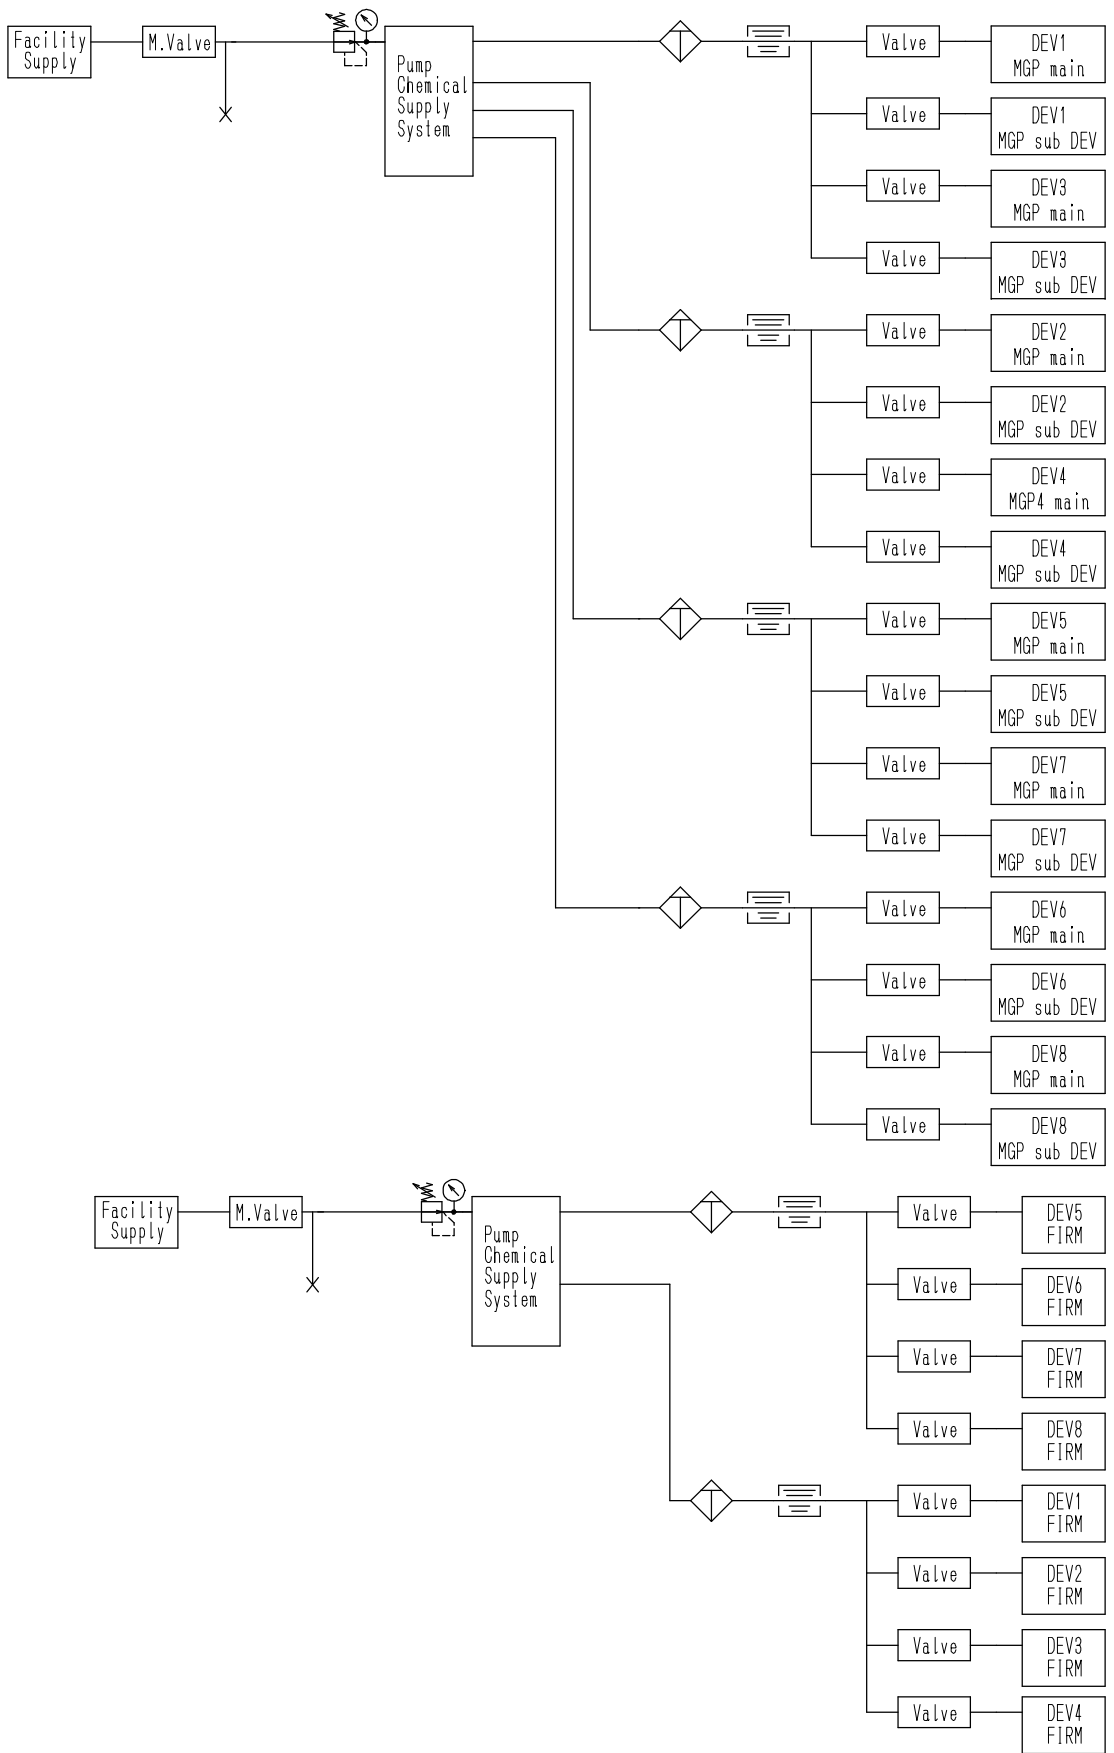 Facility
Supply
M.Valve
Pump
Chemical
Supply
System
Valve
DEV1
MGP main
Valve
DEV1
MGP sub DEV
Valve
DEV3
MGP main
Valve
DEV3
MGP sub DEV
Valve
DEV2
MGP main
Valve
DEV2
MGP sub DEV
Valve
DEV4
MGP4 main
Valve
DEV4
MGP sub DEV
Valve
DEV5
MGP main
Valve
DEV5
MGP sub DEV
Valve
DEV7
MGP main
Valve
DEV7
MGP sub DEV
Valve
DEV6
MGP main
Valve
DEV6
MGP sub DEV
Valve
DEV8
MGP main
Valve
DEV8
MGP sub DEV
Facility
Supply
M.Valve
Pump
Chemical
Supply
System
Valve
DEV5
FIRM
Valve
DEV6
FIRM
Valve
DEV7
FIRM
Valve
DEV8
FIRM
Valve
DEV1
FIRM
Valve
DEV2
FIRM
Valve
DEV3
FIRM
Valve
DEV4
FIRM